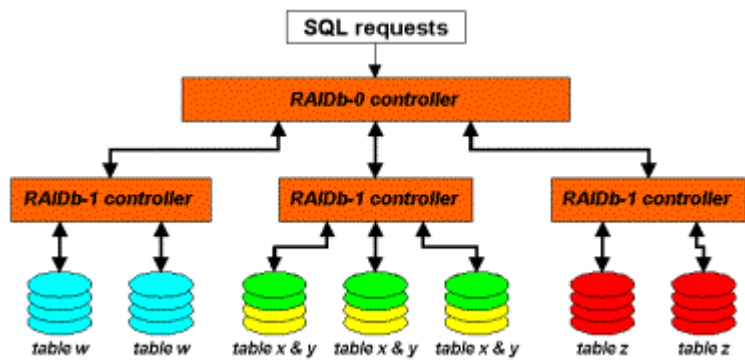 SQL requests
RAIDb-0 controller
RAIDb-1 controller
RAIDb-1 controller
RAIDb-1 controller
table w
table w
table x & y
table x & y
table x & y
table z
table z